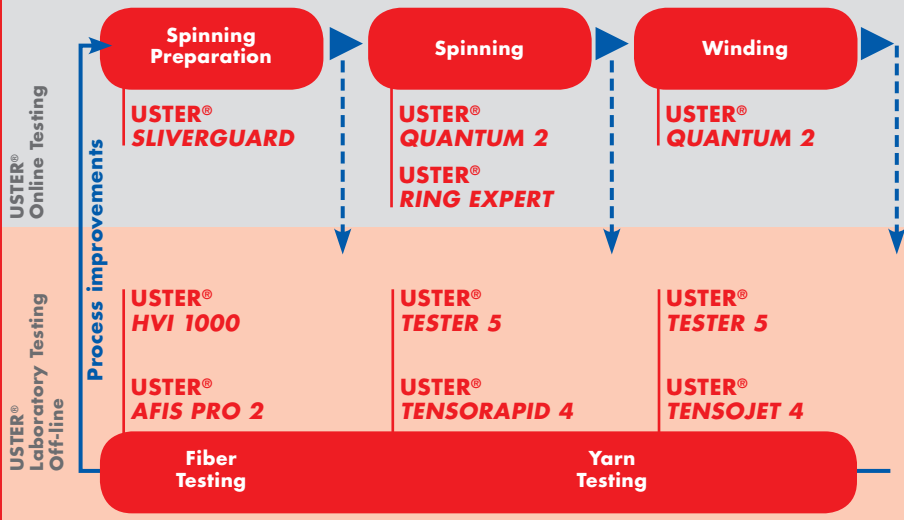 Spinning
Preparation
Spinning
Winding
USTER®
Online Testing
USTER®
SLIVERGUARD
USTER®
QUANTUM 2
USTER®
RING EXPERT
USTER®
QUANTUM 2
Process improvements
USTER®
Laboratory Testing
Off-line
USTER®
HVI 1000
USTER®
AFIS PRO 2
USTER®
TESTER 5
USTER®
TENSORAPID 4
USTER®
TESTER 5
USTER®
TENSOJET 4
Fiber
Testing
Yarn
Testing